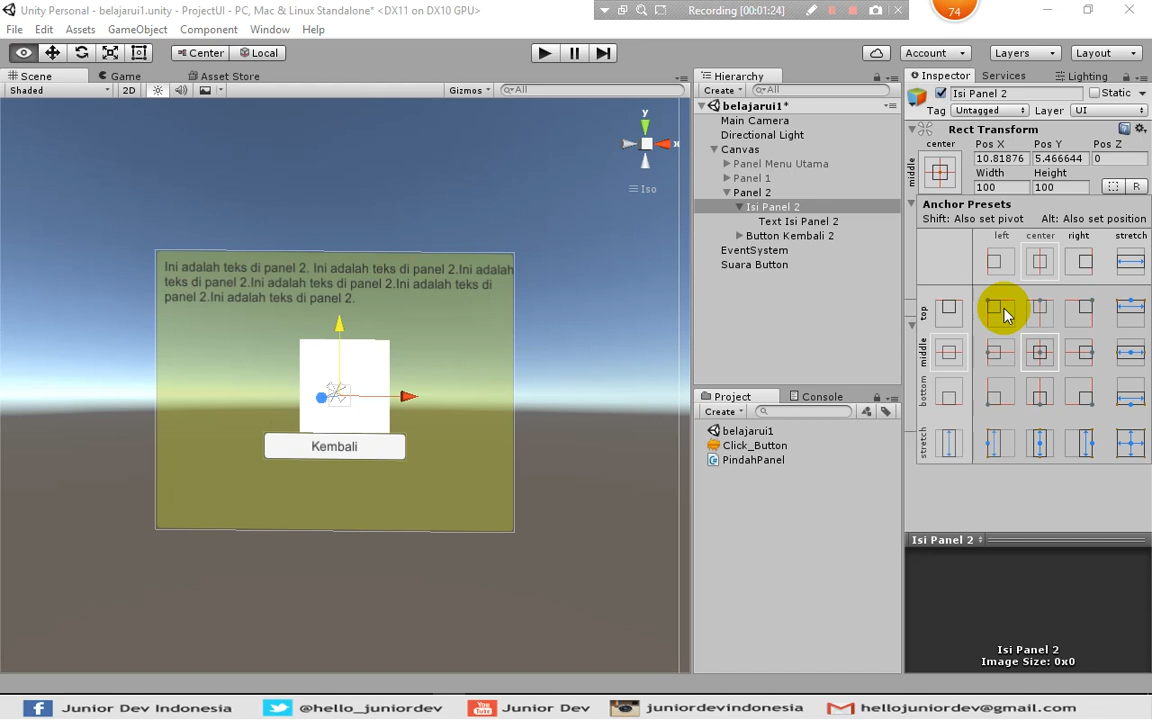 Unity Personal - belajarui1.unity - ProjectUI - PC, Mac & Linux Standalone* <DX11 on DX10 GPU>
Recording [00:01:24]
74
File Edit Assets GameObject Component Window Help
Center Local
Account Layers Layout
Scene Game Asset Store
Shaded 2D Gizmos All
y
x
Iso
Ini adalah teks di panel 2. Ini adalah teks di panel 2.Ini adalah
teks di panel 2.Ini adalah teks di panel 2.Ini adalah teks di
panel 2.Ini adalah teks di panel 2.
Kembali
Hierarchy
Create All
belajarui1*
Main Camera
Directional Light
Canvas
Panel Menu Utama
Panel 1
Panel 2
Isi Panel 2
Text Isi Panel 2
Button Kembali 2
EventSystem
Suara Button
Project Console
Create
belajarui1
Click_Button
PindahPanel
Inspector Services Lighting
Isi Panel 2 Static
Tag Untagged Layer UI
Rect Transform
center Pos X Pos Y Pos Z
middle 10.81876 5.466644 0
Width Height
100 100 R
Anchor Presets
Shift: Also set pivot Alt: Also set position
left center right stretch
top
middle
bottom
stretch
Isi Panel 2
Isi Panel 2
Image Size: 0x0
Junior Dev Indonesia @hello_juniordev You Tube Junior Dev juniordevindonesia hellojuniordev@gmail.com